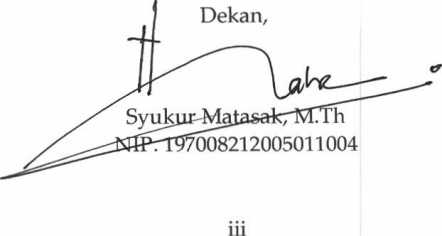 Dekan,
Syukur Matasak, M.Th
NIP. 197008212005011004
iii